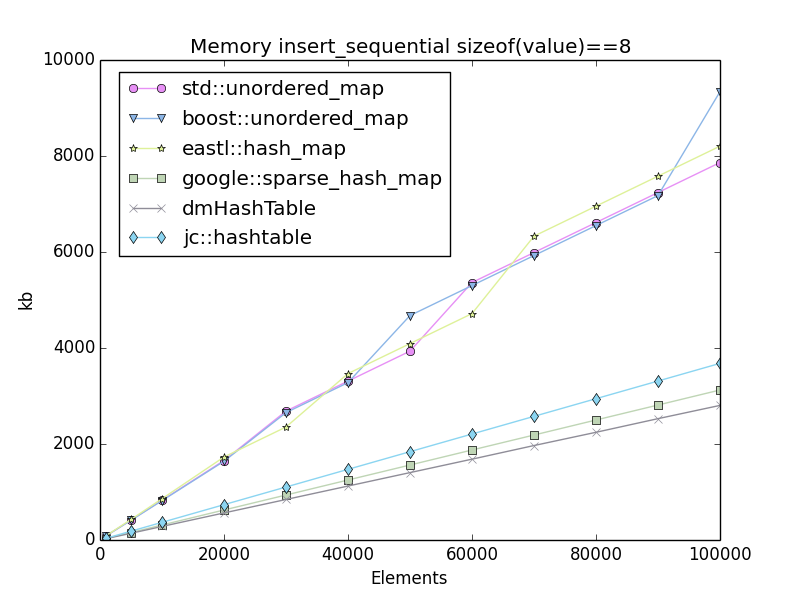 Memory insert_sequential sizeof(value)==8
10000
8000
6000
4000
2000
0
kb
std::unordered_map
boost::unordered_map
eastl::hash_map
google::sparse_hash_map
dmHashTable
jc::hashtable
0 20000 40000 60000 80000 100000
Elements